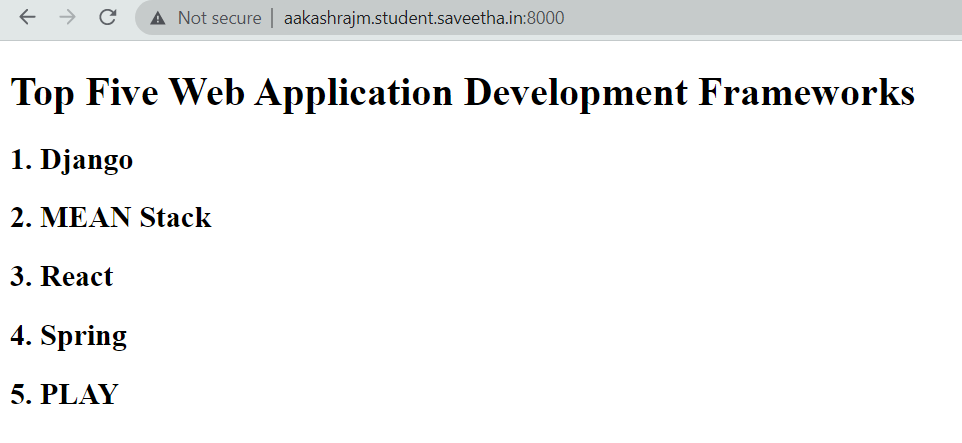 Not secure | aakashrajm.student.saveetha.in:8000
Top Five Web Application Development Frameworks
1. Django
2. MEAN Stack
3. React
4. Spring
5. PLAY